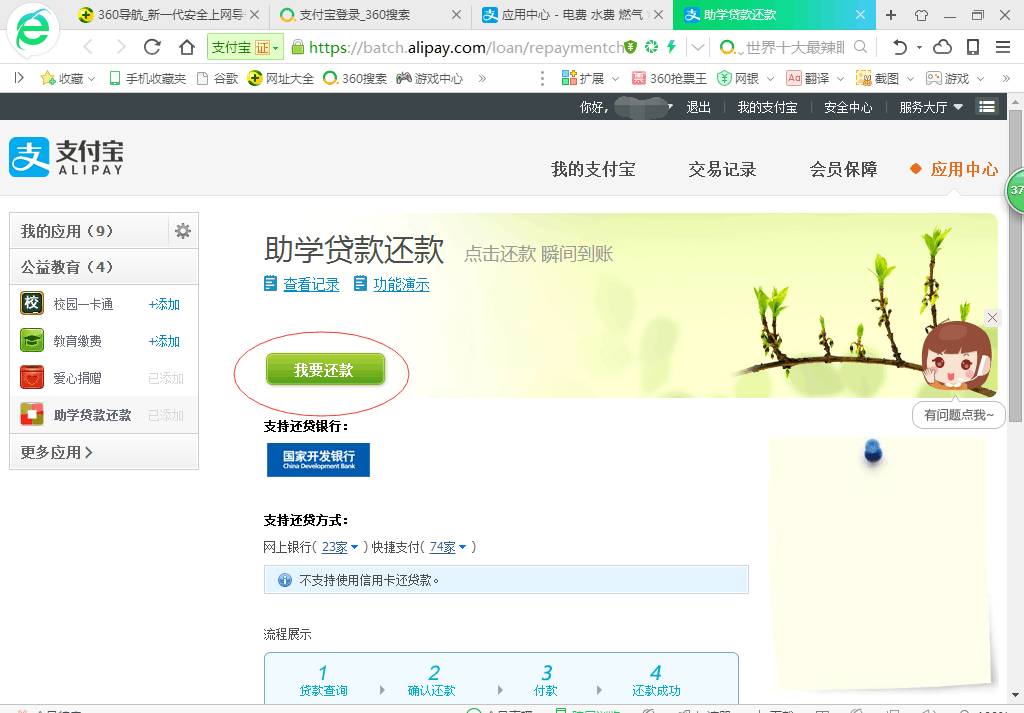 360导航_新一代安全上网导
支付宝登录_360搜索
应用中心 - 电费 水费 燃气
助学贷款还款
支付宝 证
https://batch.alipay.com/loan/repaymentch
世界十大最辣
收藏 手机收藏夹 谷歌 网址大全 360搜索 游戏中心 » 扩展 360抢票王 网银 Aa 翻译 截图 游戏 »
你好, 退出 我的支付宝 安全中心 服务大厅
支 支付宝
ALIPAY
我的支付宝 交易记录 会员保障 应用中心
37
我的应用（9）
公益教育（4）
校 校园一卡通 +添加
教育缴费 +添加
爱心捐赠 已添加
助学贷款还款 已添加
更多应用
助学贷款还款 点击还款 瞬间到账
查看记录 功能演示
我要还款
有问题点我~
支持还贷银行：
国家开发银行
China Development Bank
支持还贷方式：
网上银行( 23家 ) 快捷支付( 74家 )
不支持使用信用卡还贷款。
流程展示
1 2 3 4
贷款查询 确认还款 付款 还款成功